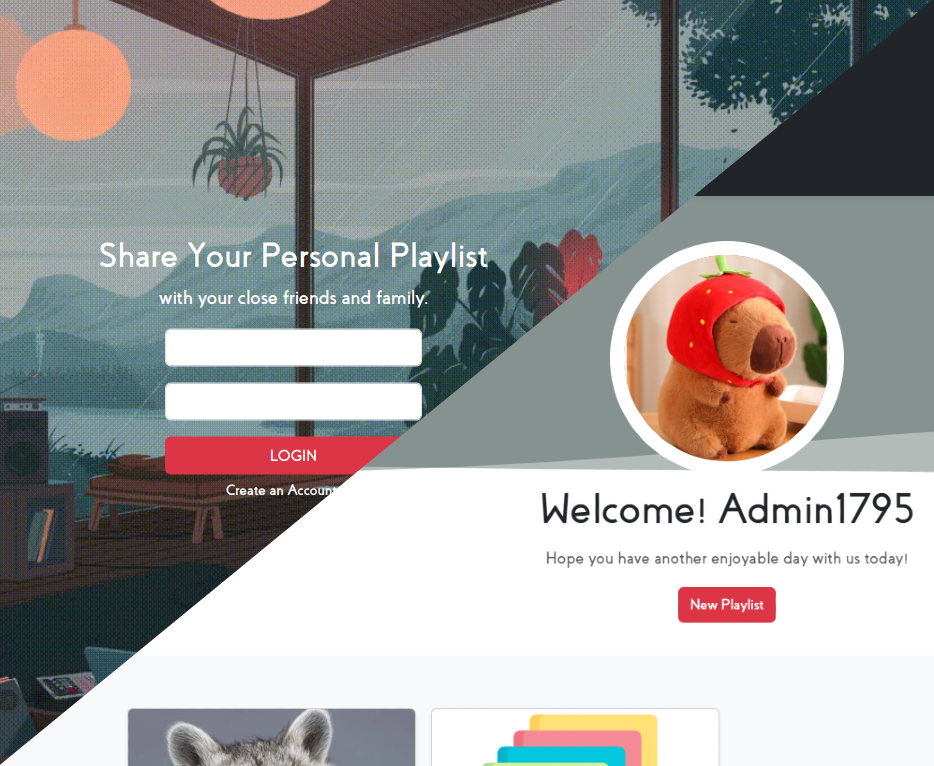 Share Your Personal Playlist
with your close friends and family.
LOGIN
Create an Account
Welcome! Admin1795
Hope you have another enjoyable day with us today!
New Playlist